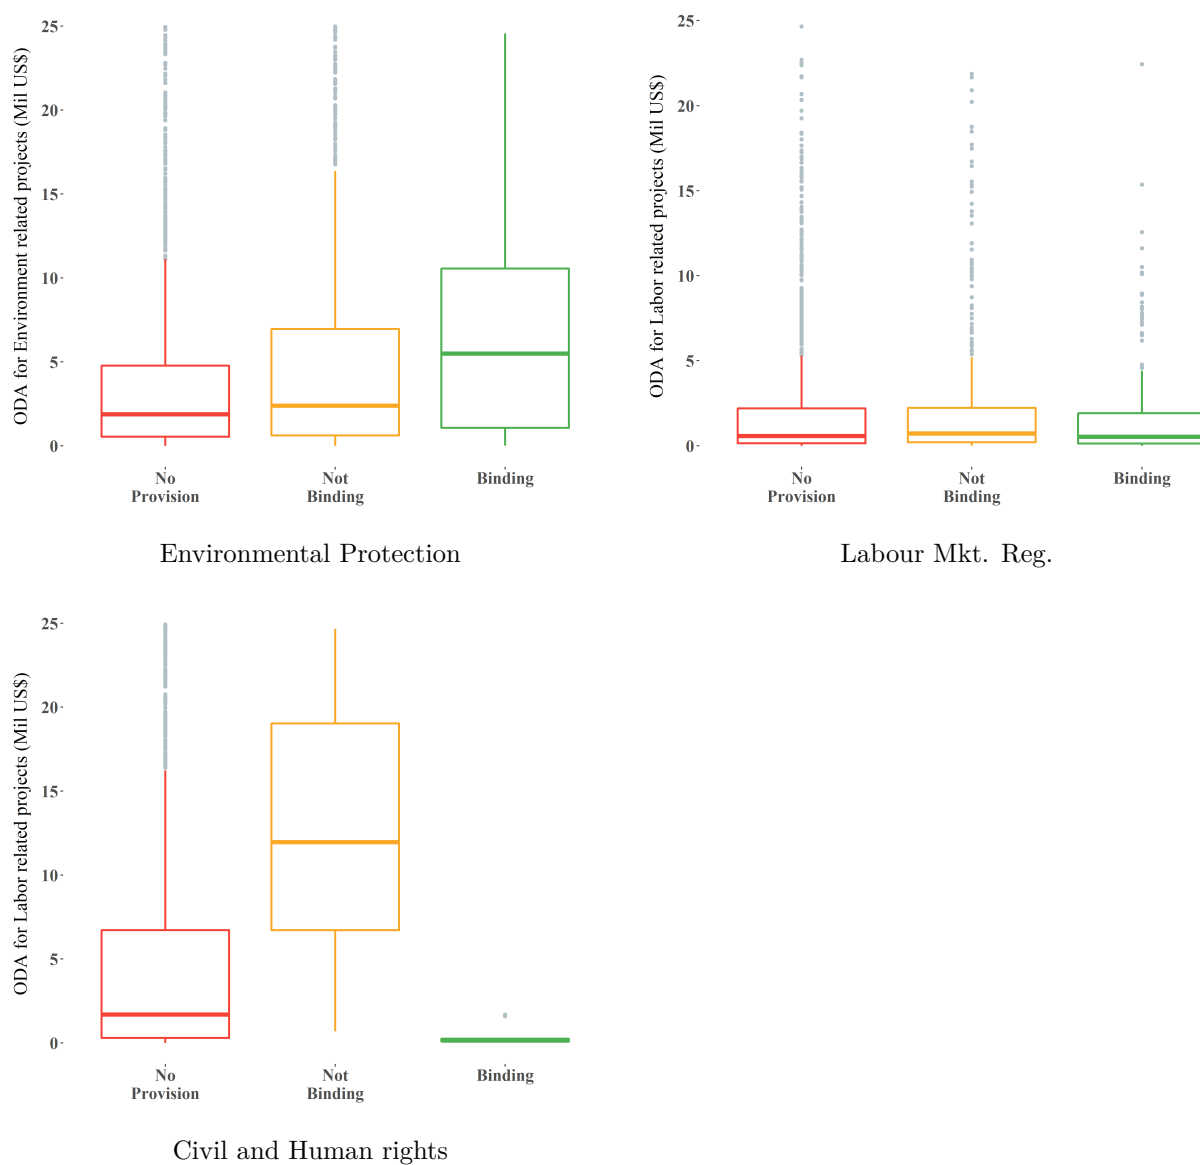 ODA for Environment related projects (Mil US$)
25
20
15
10
5
0
No
Provision
Not
Binding
Binding
Environmental Protection
ODA for Labor related projects (Mil US$)
25
20
15
10
5
0
No
Provision
Not
Binding
Binding
Labour Mkt. Reg.
ODA for Labor related projects (Mil US$)
25
20
15
10
5
0
No
Provision
Not
Binding
Binding
Civil and Human rights